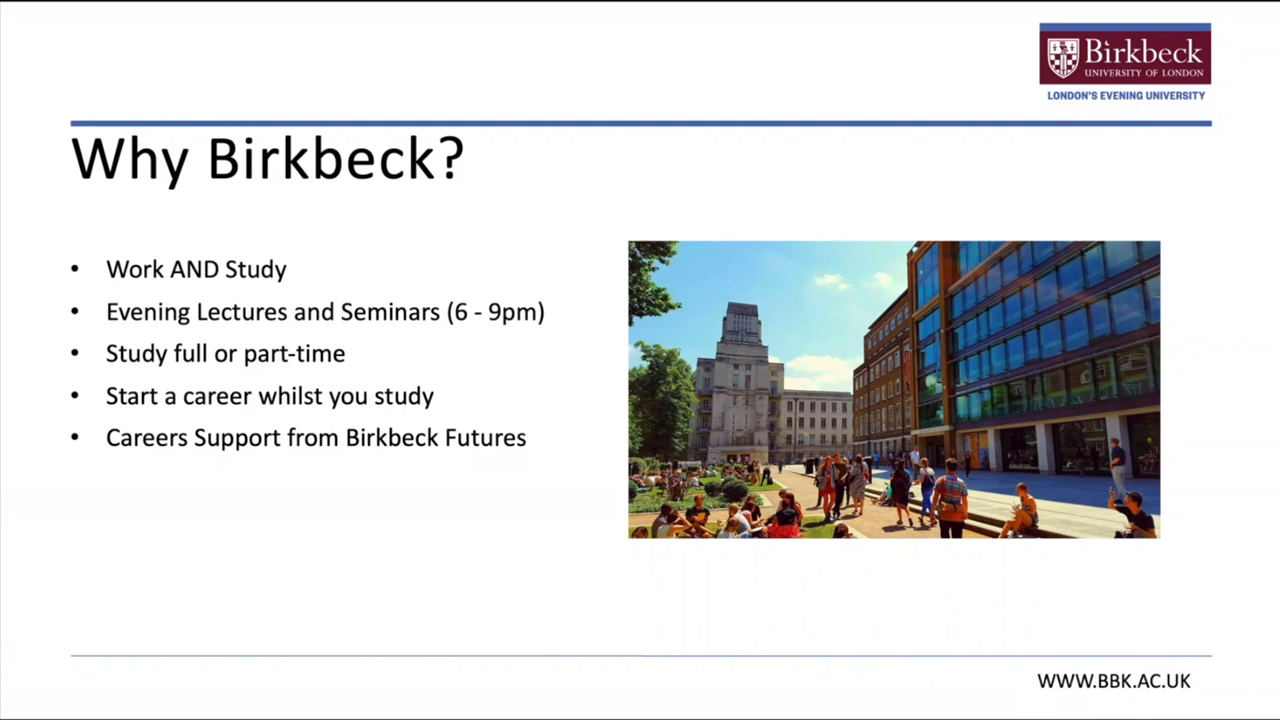 Birkbeck
UNIVERSITY OF LONDON
LONDON'S EVENING UNIVERSITY
Why Birkbeck?
• Work AND Study
• Evening Lectures and Seminars (6 - 9pm)
• Study full or part-time
• Start a career whilst you study
• Careers Support from Birkbeck Futures
WWW.BBK.AC.UK